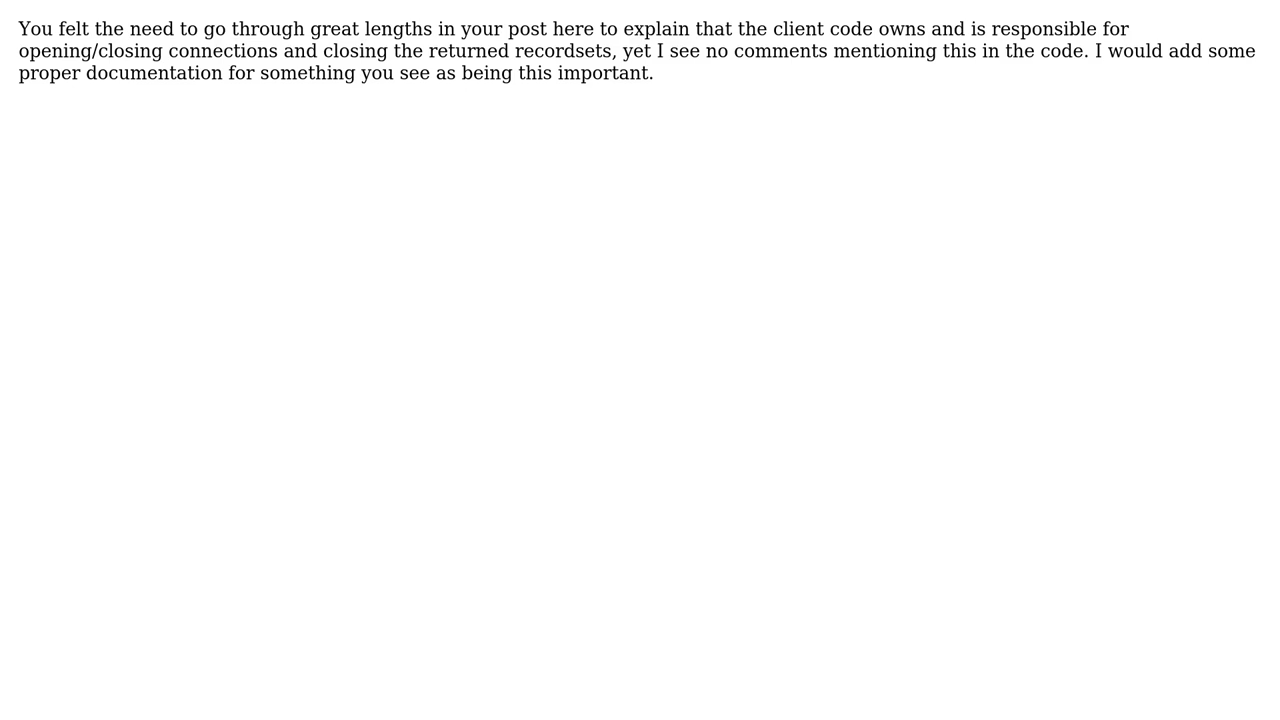 You felt the need to go through great lengths in your post here to explain that the client code owns and is responsible for
opening/closing connections and closing the returned recordsets, yet I see no comments mentioning this in the code. I would add some
proper documentation for something you see as being this important.